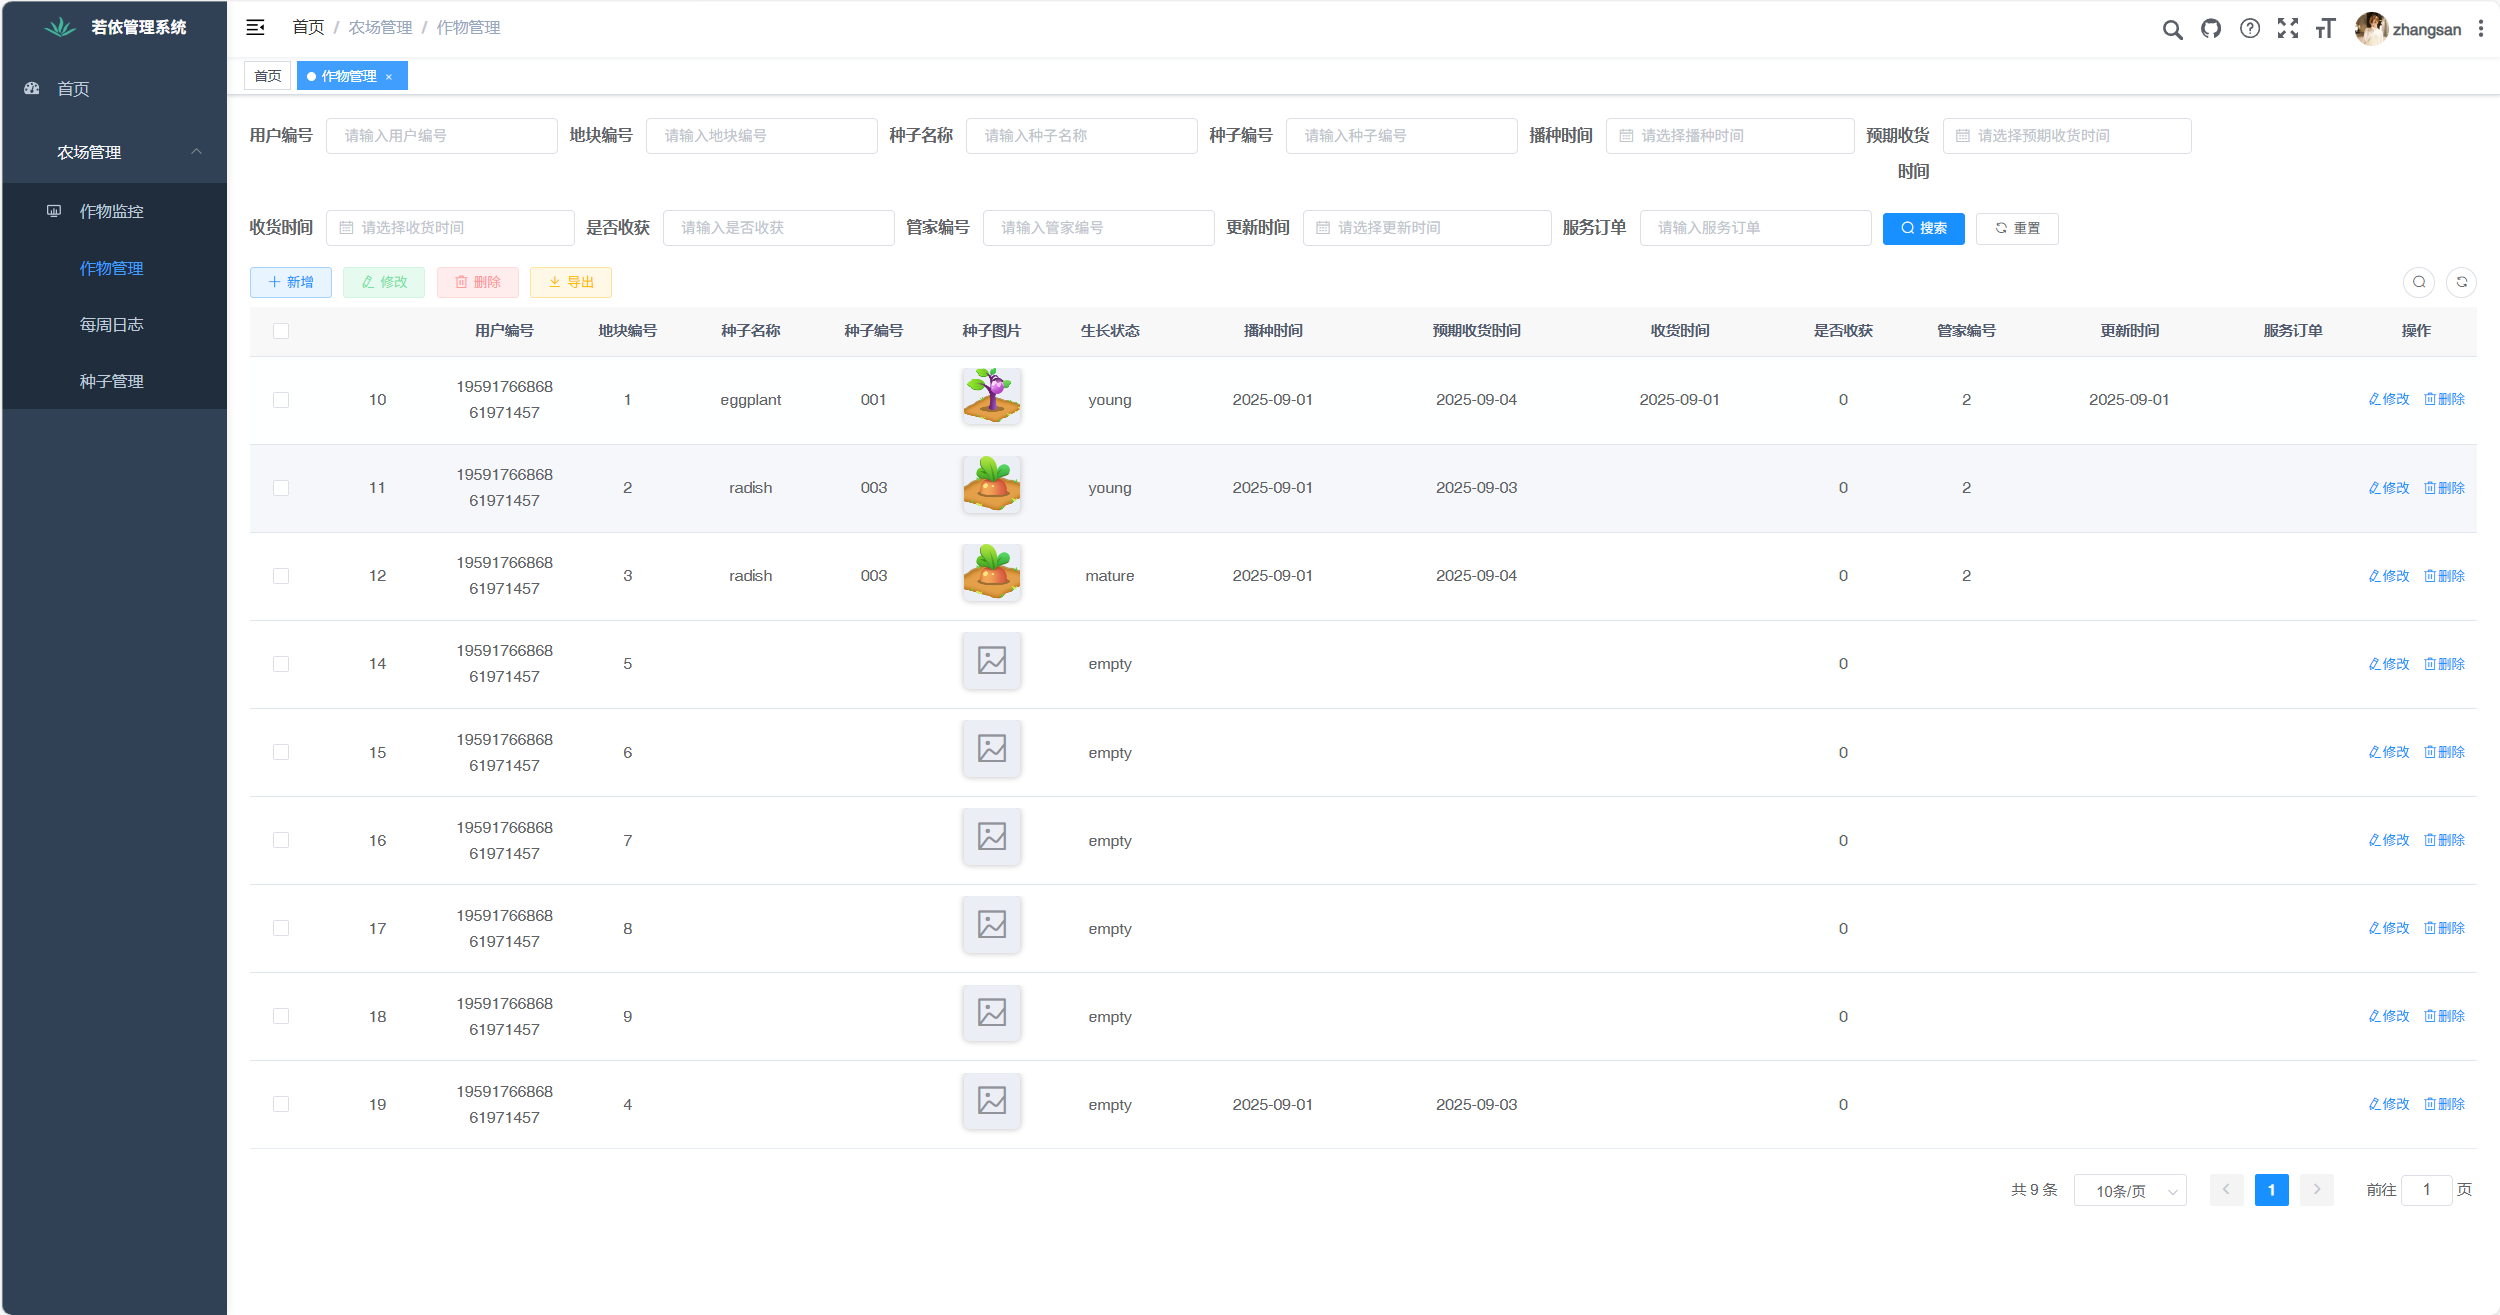 若依管理系统
首页
农场管理
作物监控
作物管理
每周日志
种子管理
首页 / 农场管理 / 作物管理
zhangsan
首页 作物管理 ×
用户编号 请输入用户编号 地块编号 请输入地块编号 种子名称 请输入种子名称 种子编号 请输入种子编号 播种时间 请选择播种时间 预期收货时间 请选择预期收货时间
收货时间 请选择收货时间 是否收获 请输入是否收获 管家编号 请输入管家编号 更新时间 请选择更新时间 服务订单 请输入服务订单 搜索 重置
新增 修改 删除 导出
用户编号 地块编号 种子名称 种子编号 种子图片 生长状态 播种时间 预期收货时间 收货时间 是否收获 管家编号 更新时间 服务订单 操作
10 1959176686861971457 1 eggplant 001 young 2025-09-01 2025-09-04 2025-09-01 0 2 2025-09-01 修改 删除
11 1959176686861971457 2 radish 003 young 2025-09-01 2025-09-03 0 2 修改 删除
12 1959176686861971457 3 radish 003 mature 2025-09-01 2025-09-04 0 2 修改 删除
14 1959176686861971457 5 empty 0 修改 删除
15 1959176686861971457 6 empty 0 修改 删除
16 1959176686861971457 7 empty 0 修改 删除
17 1959176686861971457 8 empty 0 修改 删除
18 1959176686861971457 9 empty 0 修改 删除
19 1959176686861971457 4 empty 2025-09-01 2025-09-03 0 修改 删除
共 9 条 10条/页 1 前往 1 页